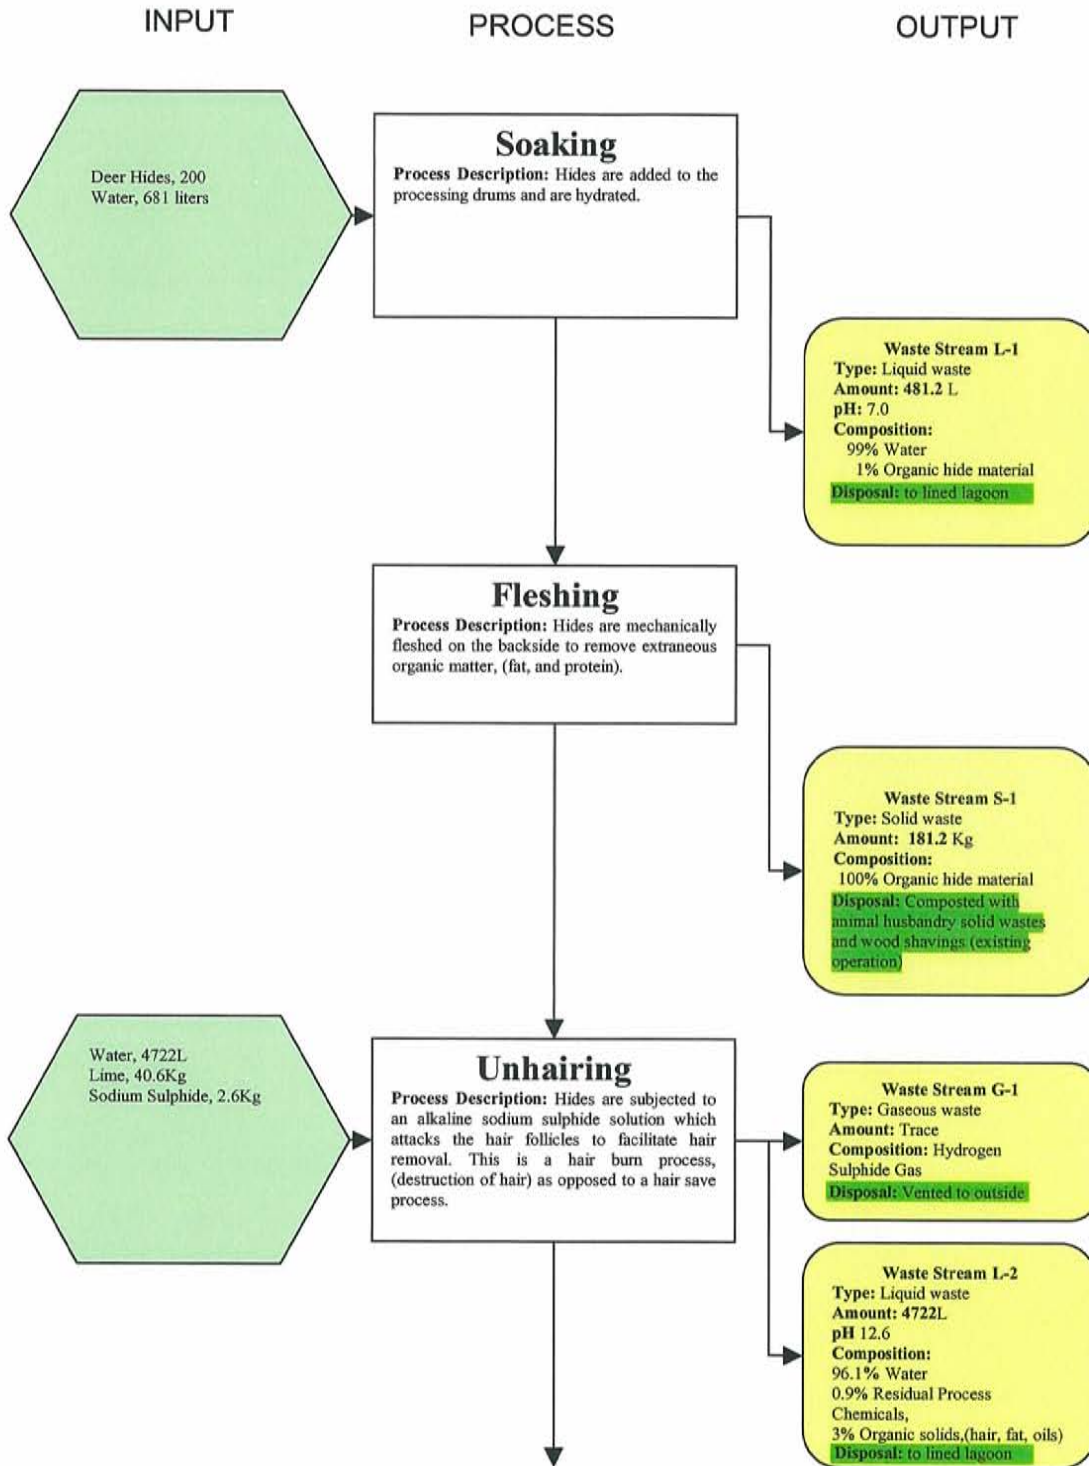 INPUT
PROCESS
OUTPUT
Deer Hides, 200
Water, 681 liters
Soaking
Process Description: Hides are added to the
processing drums and are hydrated.
Waste Stream L-1
Type: Liquid waste
Amount: 481.2 L
pH: 7.0
Composition:
99% Water
1% Organic hide material
Disposal: to lined lagoon
Fleshing
Process Description: Hides are mechanically
fleshed on the backside to remove extraneous
organic matter, (fat, and protein).
Waste Stream S-1
Type: Solid waste
Amount: 181.2 Kg
Composition:
100% Organic hide material
Disposal: Composted with
animal husbandry solid wastes
and wood shavings (existing
operation)
Water, 4722L
Lime, 40.6Kg
Sodium Sulphide, 2.6Kg
Unhairing
Process Description: Hides are subjected to
an alkaline sodium sulphide solution which
attacks the hair follicles to facilitate hair
removal. This is a hair burn process,
(destruction of hair) as opposed to a hair save
process.
Waste Stream G-1
Type: Gaseous waste
Amount: Trace
Composition: Hydrogen
Sulphide Gas
Disposal: Vented to outside
Waste Stream L-2
Type: Liquid waste
Amount: 4722L
pH 12.6
Composition:
96.1% Water
0.9% Residual Process
Chemicals,
3% Organic solids,(hair, fat, oils)
Disposal: to lined lagoon